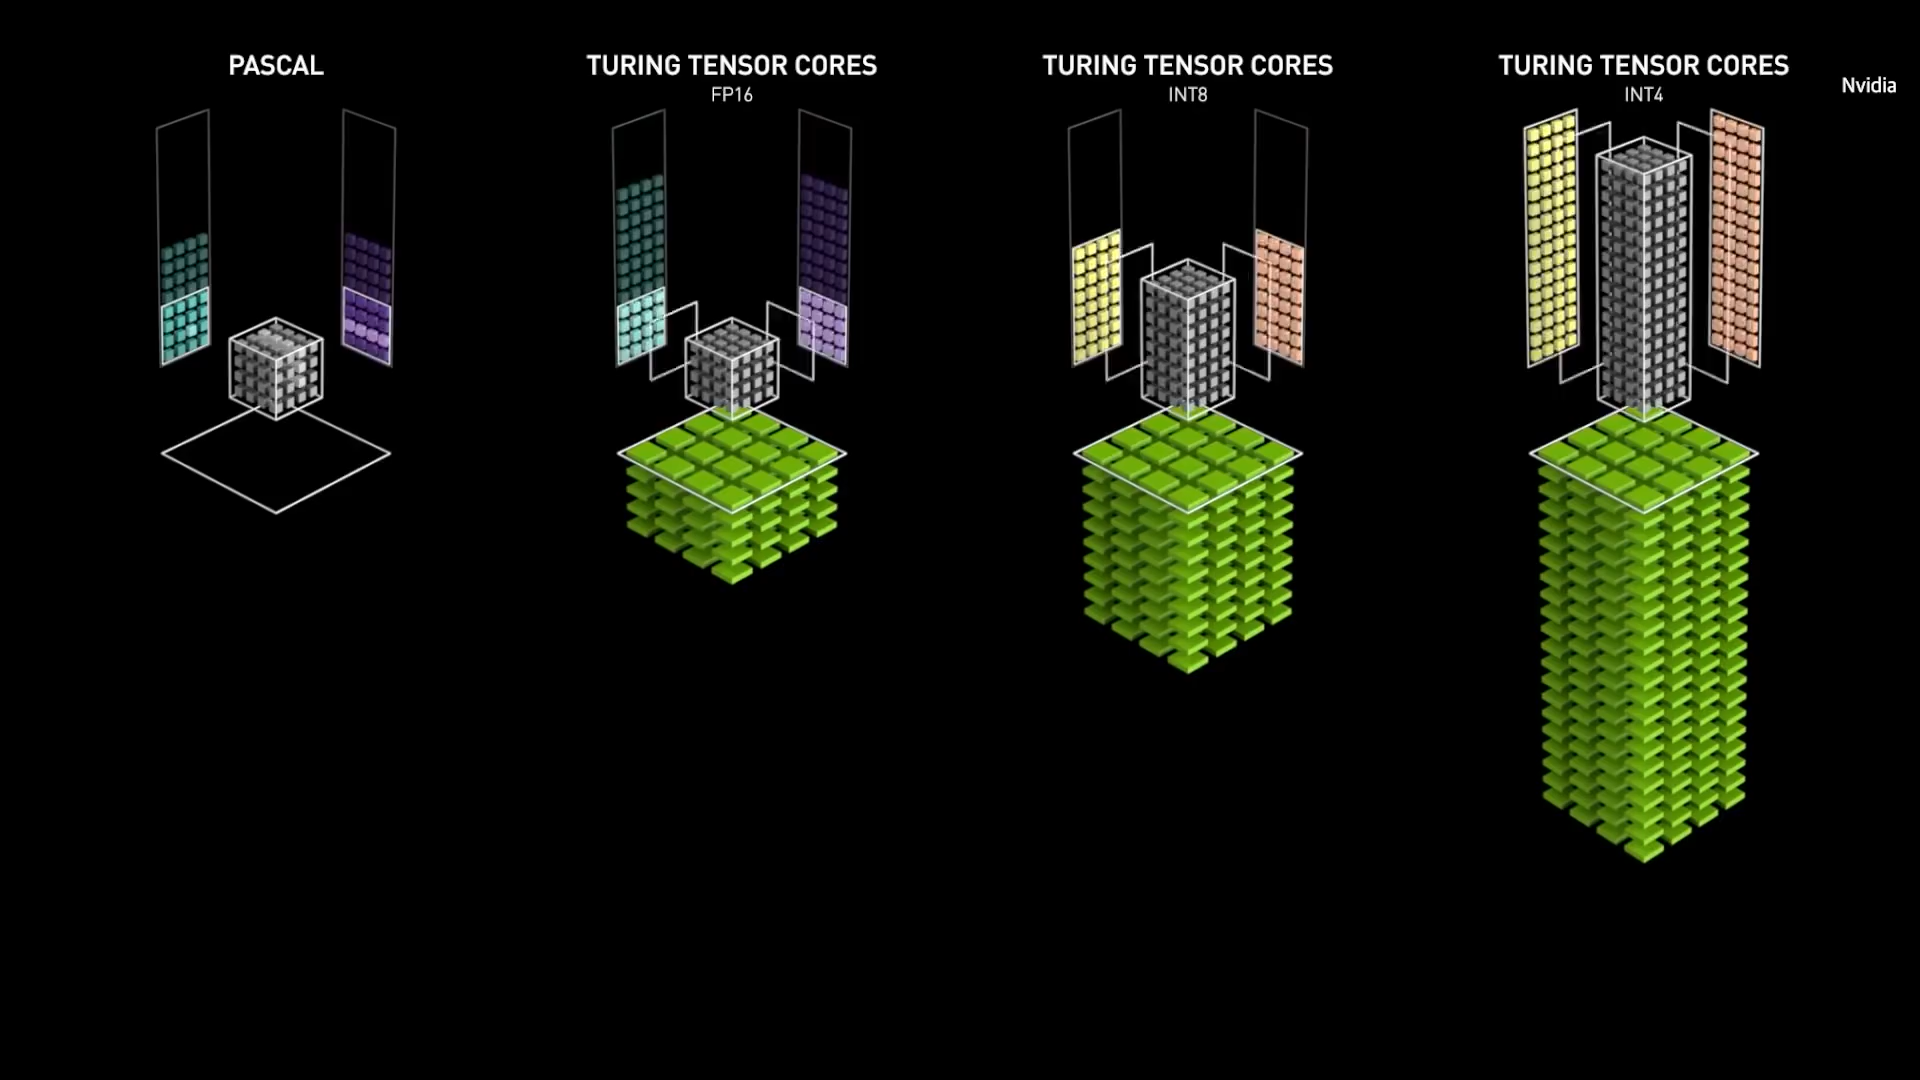 PASCAL
TURING TENSOR CORES
FP16
TURING TENSOR CORES
INT8
TURING TENSOR CORES
INT4
Nvidia